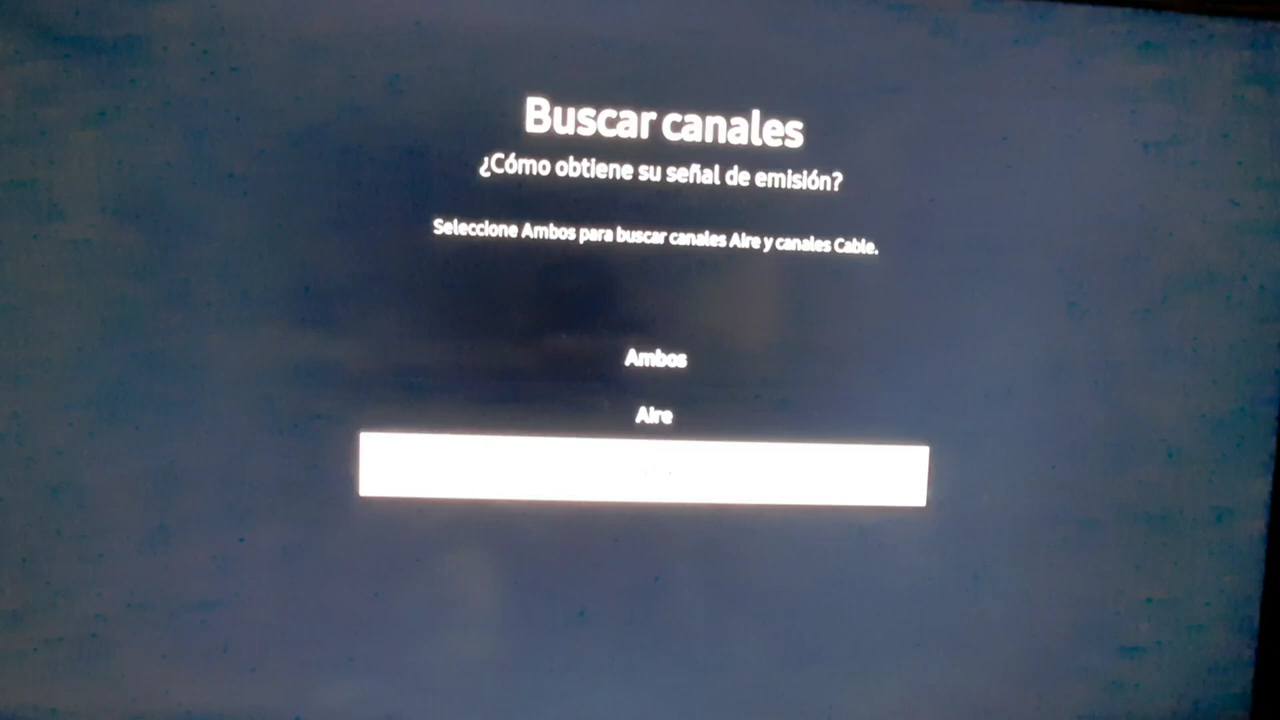 Buscar canales
¿Cómo obtiene su señal de emisión?
Seleccione Ambos para buscar canales Aire y canales Cable.
Ambos
Aire